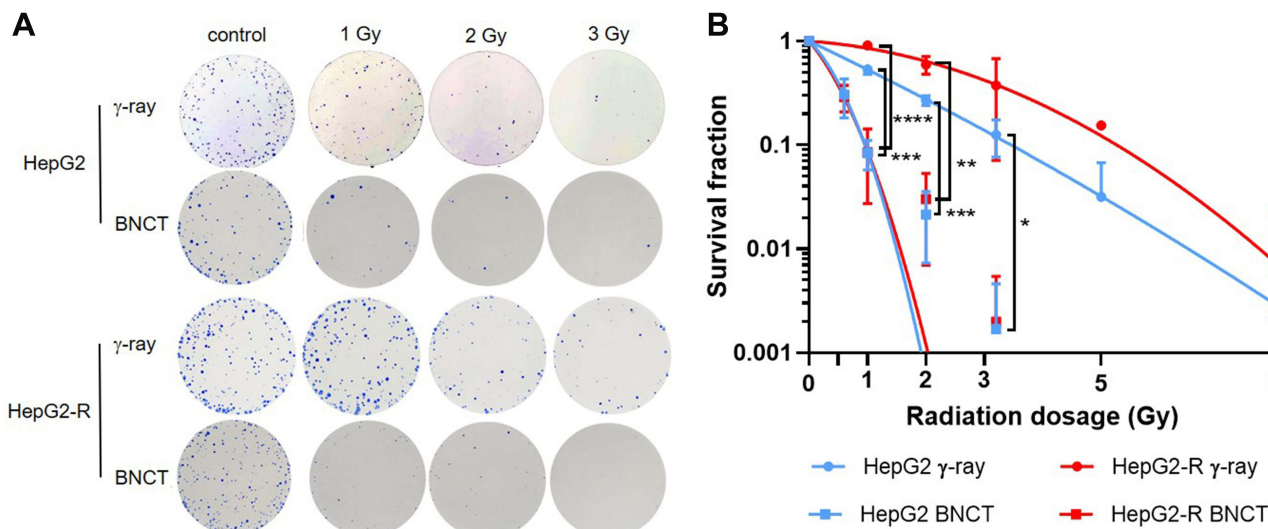 A
control 1 Gy 2 Gy 3 Gy
γ-ray
HepG2
BNCT
γ-ray
HepG2-R
BNCT
B
Survival fraction
1
0.1
0.01
0.001
****
***
**
***
*
0 1 2 3 5
Radiation dosage (Gy)
HepG2 γ-ray
HepG2-R γ-ray
HepG2 BNCT
HepG2-R BNCT